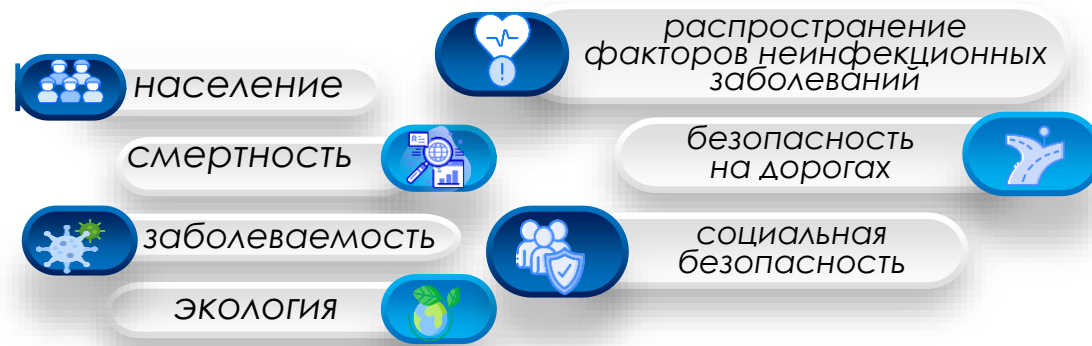 население
смертность
заболеваемость
экология
распространение
факторов неинфекционных
заболеваний
безопасность
на дорогах
социальная
безопасность